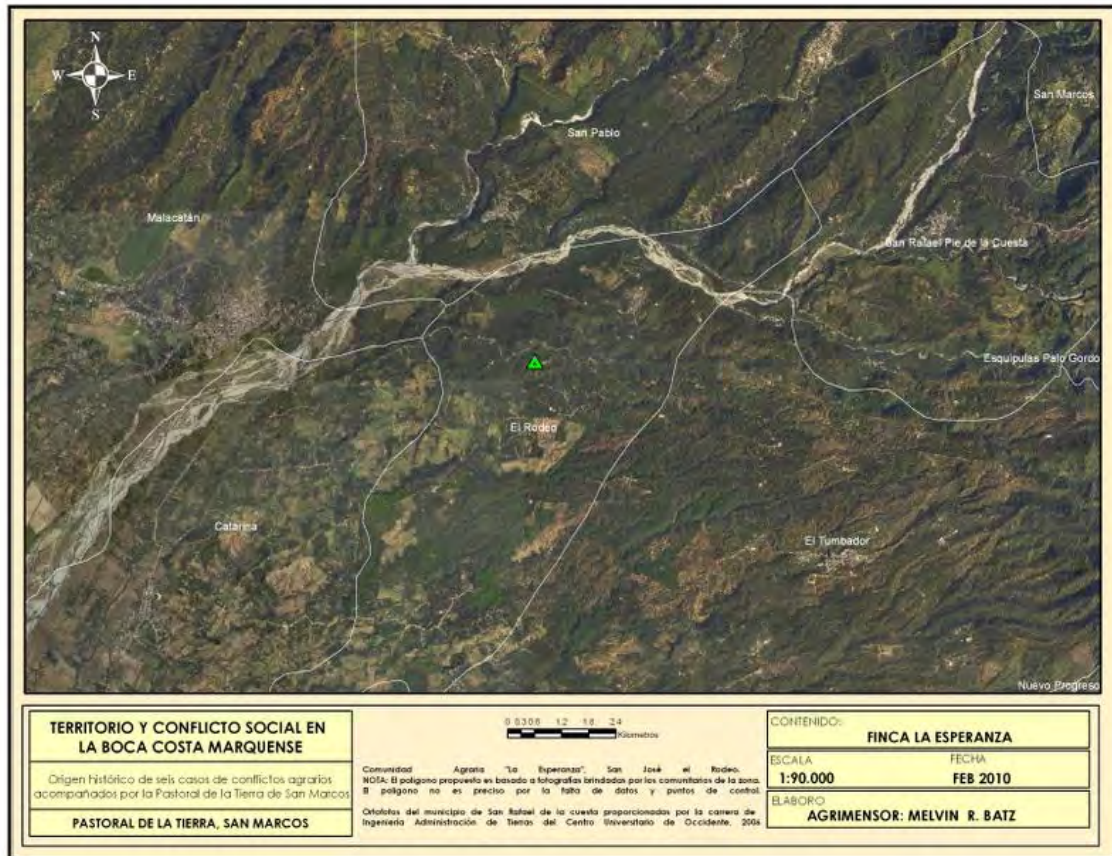 N
W E
S
San Marcos
San Pablo
Malacatán
San Rafael Pie de la Cuesta
Esquipulas Palo Gordo
El Rodeo
Catarina
El Tumbador
Nuevo Progreso
TERRITORIO Y CONFLICTO SOCIAL EN
LA BOCA COSTA MARQUENSE
Origen histórico de seis casos de conflictos agrarios
acompañados por la Pastoral de la Tierra de San Marcos
PASTORAL DE LA TIERRA, SAN MARCOS
Kilometros
Comunidad Agraria "La Esperanza", San José el Rodeo.
NOTA: El poligono propuesto es basado a fotografias brindadas por los comunitarios de la zona.
El poligono no es preciso por la falta de datos y puntos de control.
Ortofotos del municipio de San Rafael de la cuesta proporcionados por la carrera de
Ingeniería Administración de Tierras del Centro Universitario de Occidente, 2006
CONTENIDO:
FINCA LA ESPERANZA
ESCALA FECHA
1:90.000 FEB 2010
ELABORO
AGRIMENSOR: MELVIN R. BATZ